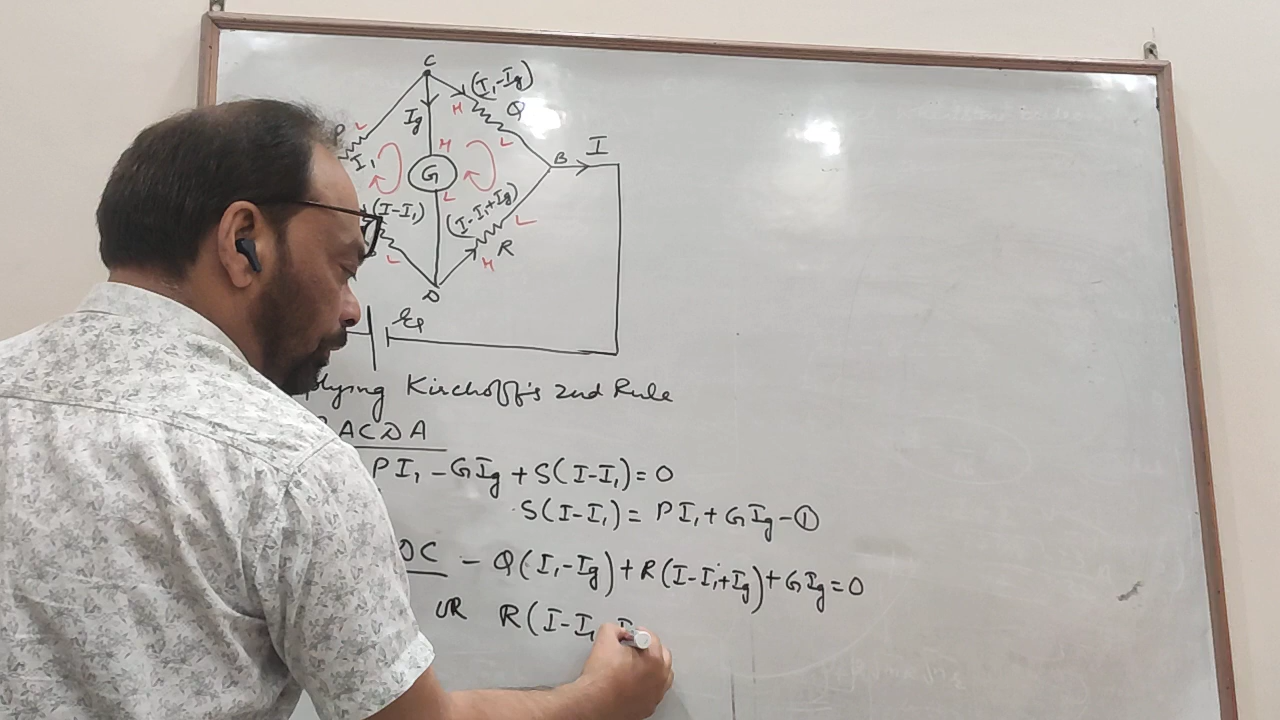 C
(I₁-Ig)
P
H
Q
Ig
L
H
L
I₁
B
I
G
(I-I₁)
L
(I-I₁+Ig)
L
L
R
H
D
plying Kirchoff's 2nd Rule
ACDA
PI₁ - GIg + S(I-I₁) = 0
S(I-I₁) = PI₁ + GIg - ①
DC - Q(I₁-Ig) + R(I-I₁+Ig) + GIg = 0
OR R(I-I₁